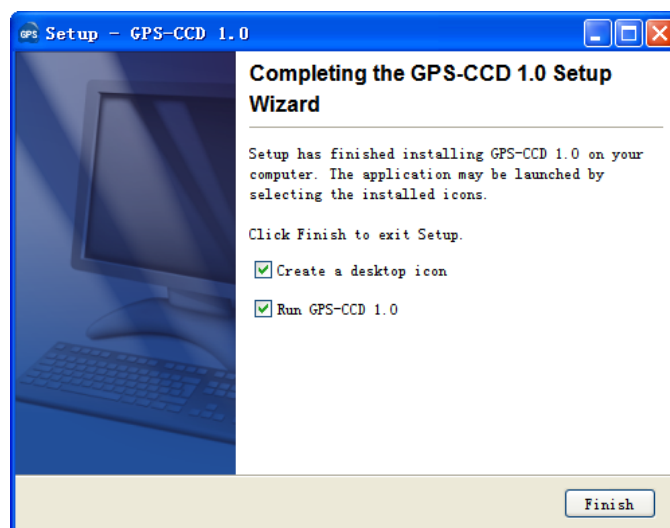 GPS Setup - GPS-CCD 1.0
Completing the GPS-CCD 1.0 Setup
Wizard
Setup has finished installing GPS-CCD 1.0 on your
computer. The application may be launched by
selecting the installed icons.
Click Finish to exit Setup.
Create a desktop icon
Run GPS-CCD 1.0
Finish